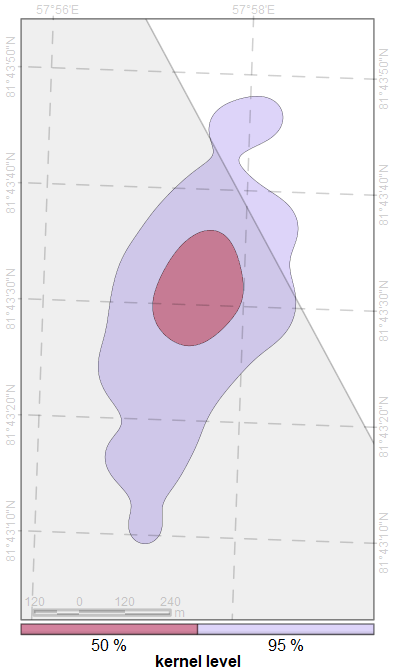 57°56'E 57°58'E
81°43'50"N 81°43'50"N
81°43'40"N 81°43'40"N
81°43'30"N 81°43'30"N
81°43'20"N 81°43'20"N
81°43'10"N 81°43'10"N
120 0 120 240
m
50 % 95 %
kernel level